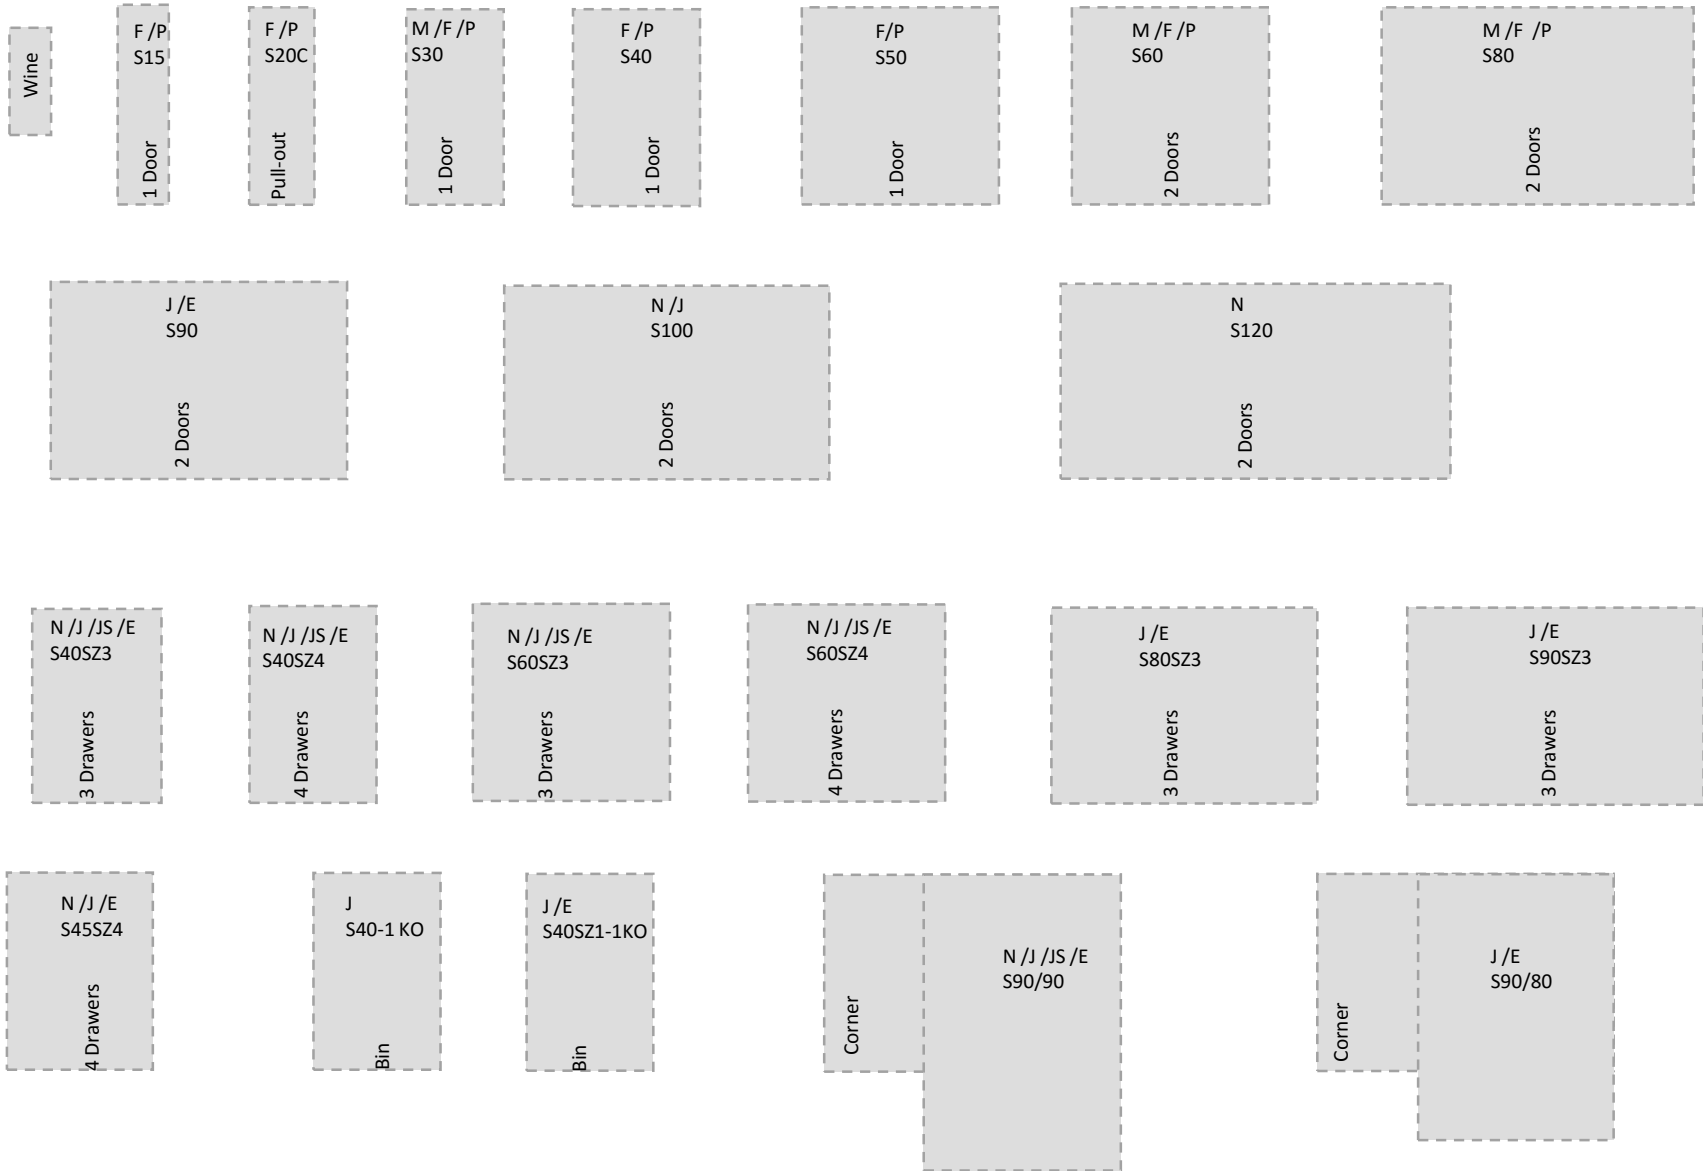 Wine
F /P
S15
1 Door
F /P
S20C
Pull-out
M /F /P
S30
1 Door
F /P
S40
1 Door
F/P
S50
1 Door
M /F /P
S60
2 Doors
M /F /P
S80
2 Doors
J /E
S90
2 Doors
N /J
S100
2 Doors
N
S120
2 Doors
N /J /JS /E
S40SZ3
3 Drawers
N /J /JS /E
S40SZ4
4 Drawers
N /J /JS /E
S60SZ3
3 Drawers
N /J /JS /E
S60SZ4
4 Drawers
J /E
S80SZ3
3 Drawers
J /E
S90SZ3
3 Drawers
N /J /E
S45SZ4
4 Drawers
J
S40-1 KO
Bin
J /E
S40SZ1-1KO
Bin
N /J /JS /E
S90/90
Corner
J /E
S90/80
Corner